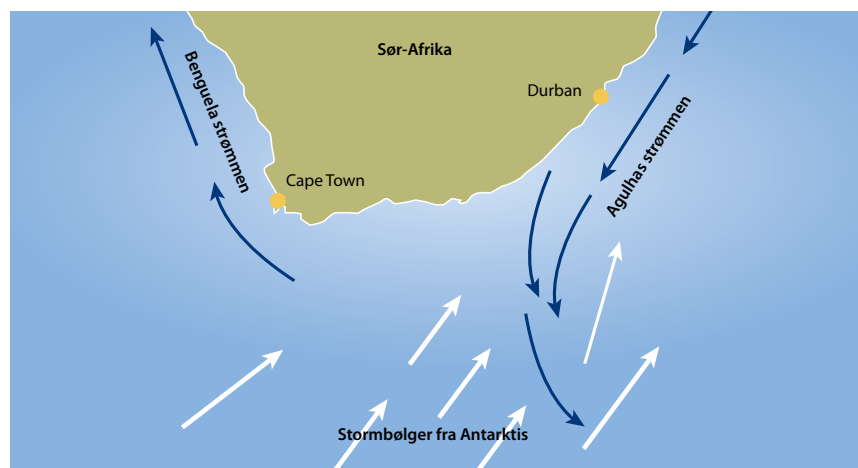 Sør-Afrika
Durban
Benguela strømmen
Agulhas strømmen
Cape Town
Stormbølger fra Antarktis